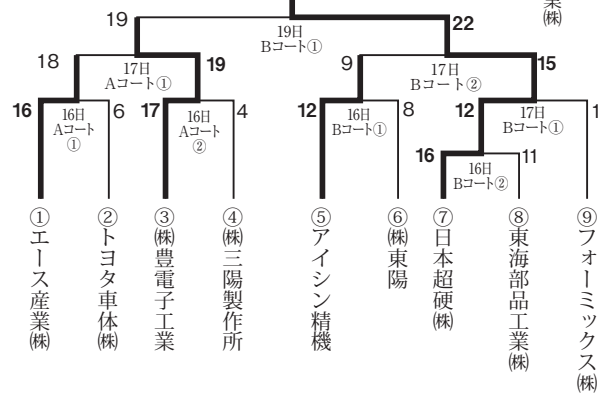 業㈱
19
22
19日
Bコート①
18
19
9
15
17日
Aコート①
17日
Bコート②
16
6
17
4
12
8
12
1
16日
Aコート
①
16日
Aコート
②
16日
Bコート①
17日
Bコート①
16
11
16日
Bコート②
①エース産業㈱
②トヨタ車体㈱
③㈱豊電子工業
④㈱三陽製作所
⑤アイシン精機
⑥㈱東陽
⑦日本超硬㈱
⑧東海部品工業㈱
⑨フォーミックス㈱